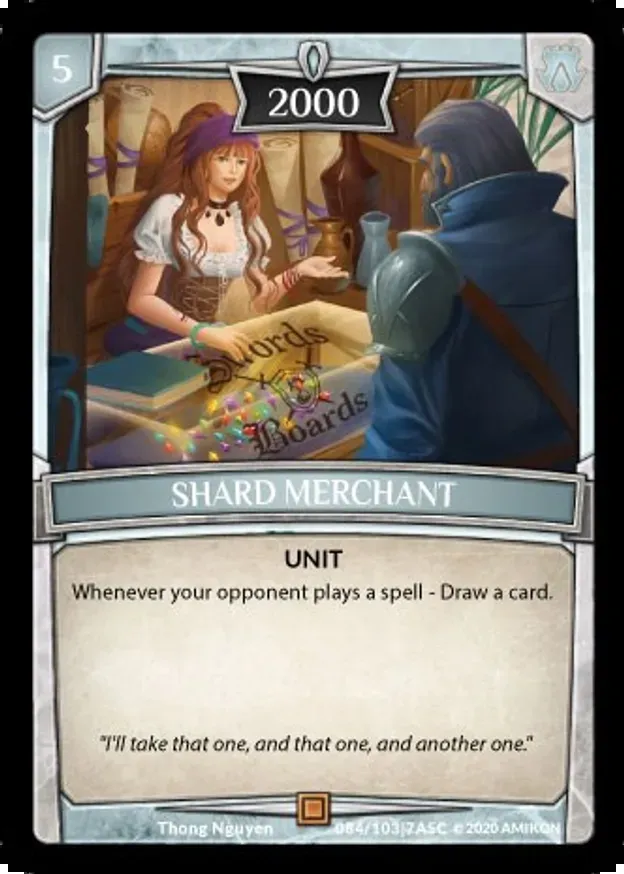 5
2000
Swords
&
Boards
SHARD MERCHANT
UNIT
Whenever your opponent plays a spell - Draw a card.
"I'll take that one, and that one, and another one."
Thong Nguyen
084/103|7ASC © 2020 AMIKON